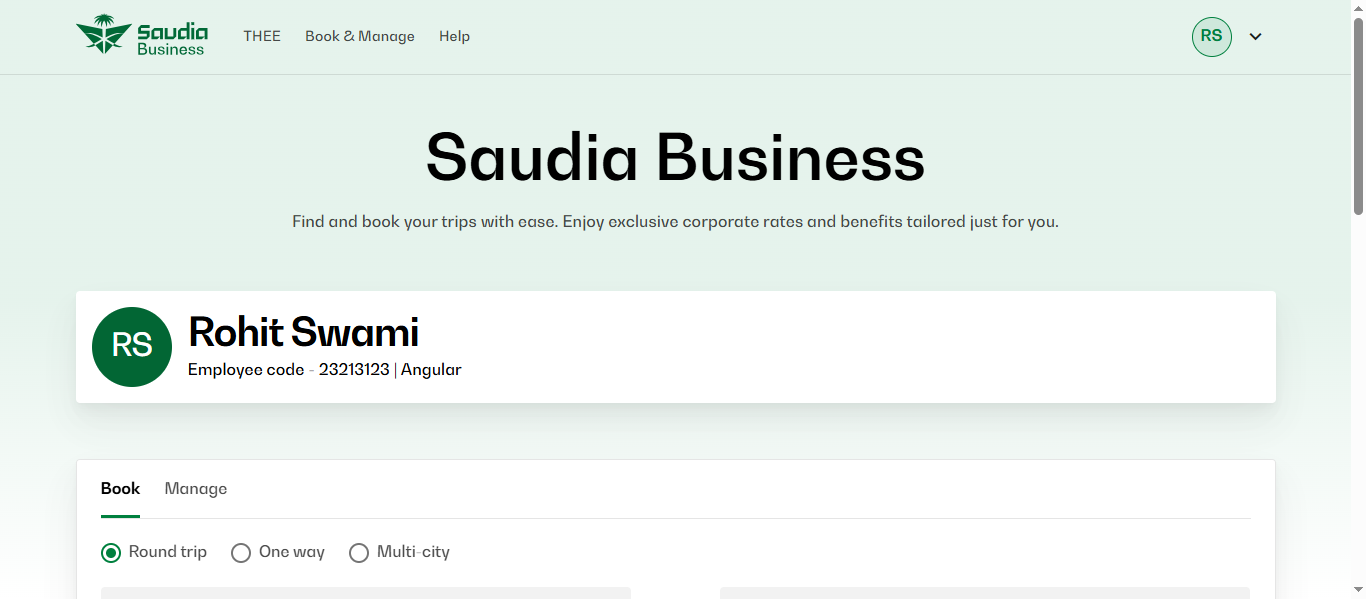 Saudia
Business
THEE Book & Manage Help
RS
Saudia Business
Find and book your trips with ease. Enjoy exclusive corporate rates and benefits tailored just for you.
RS
Rohit Swami
Employee code - 23213123 | Angular
Book Manage
Round trip One way Multi-city